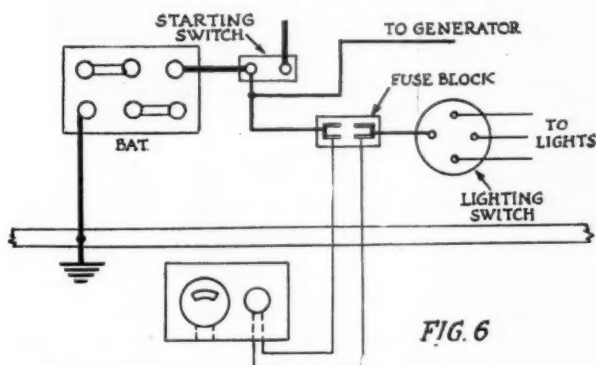 STARTING
SWITCH
TO GENERATOR
FUSE BLOCK
BAT.
TO
LIGHTS
LIGHTING
SWITCH
FIG. 6